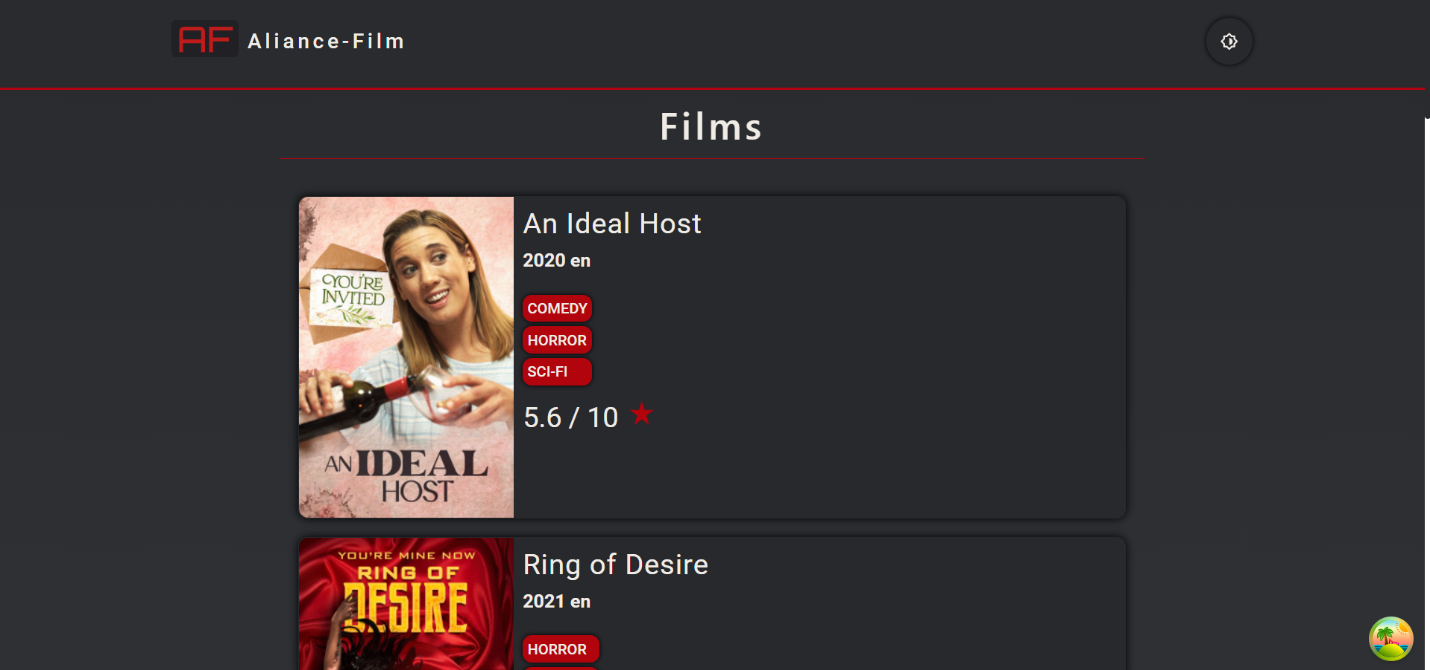 AF Aliance-Film
Films
YOU'RE
INVITED
AN IDEAL
HOST
An Ideal Host
2020 en
COMEDY
HORROR
SCI-FI
5.6 / 10
YOU'RE MINE NOW
RING OF
DESIRE
Ring of Desire
2021 en
HORROR